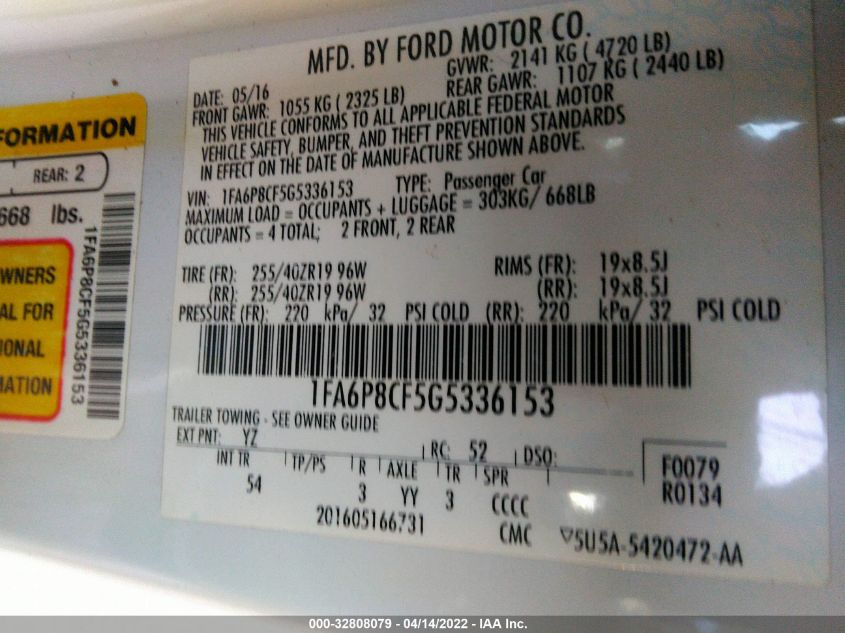 MFD. BY FORD MOTOR CO.
DATE: 05/16
GVWR: 2141 KG ( 4720 LB)
FRONT GAWR: 1055 KG ( 2325 LB)
REAR GAWR: 1107 KG ( 2440 LB)
THIS VEHICLE CONFORMS TO ALL APPLICABLE FEDERAL MOTOR
VEHICLE SAFETY, BUMPER, AND THEFT PREVENTION STANDARDS
IN EFFECT ON THE DATE OF MANUFACTURE SHOWN ABOVE.
VIN: 1FA6P8CF5G5336153 TYPE: Passenger Car
MAXIMUM LOAD = OCCUPANTS + LUGGAGE = 303KG/ 668LB
OCCUPANTS = 4 TOTAL; 2 FRONT, 2 REAR
TIRE (FR): 255/40ZR19 96W RIMS (FR): 19x8.5J
(RR): 255/40ZR19 96W (RR): 19x8.5J
PRESSURE (FR): 220 kPa/ 32 PSI COLD (RR): 220 kPa/ 32 PSI COLD
1FA6P8CF5G5336153
TRAILER TOWING - SEE OWNER GUIDE
EXT PNT: YZ RC: 52 DSO:
INT TR TP/PS R AXLE TR SPR
54 3 YY 3 CCCC
F0079
R0134
201605166731 CMC 5U5A-5420472-AA
FORMATION
REAR: 2
668 lbs.
1FA6P8CF5G5336153
WNERS
AL FOR
IONAL
MATION
000-32808079 - 04/14/2022 - IAA Inc.